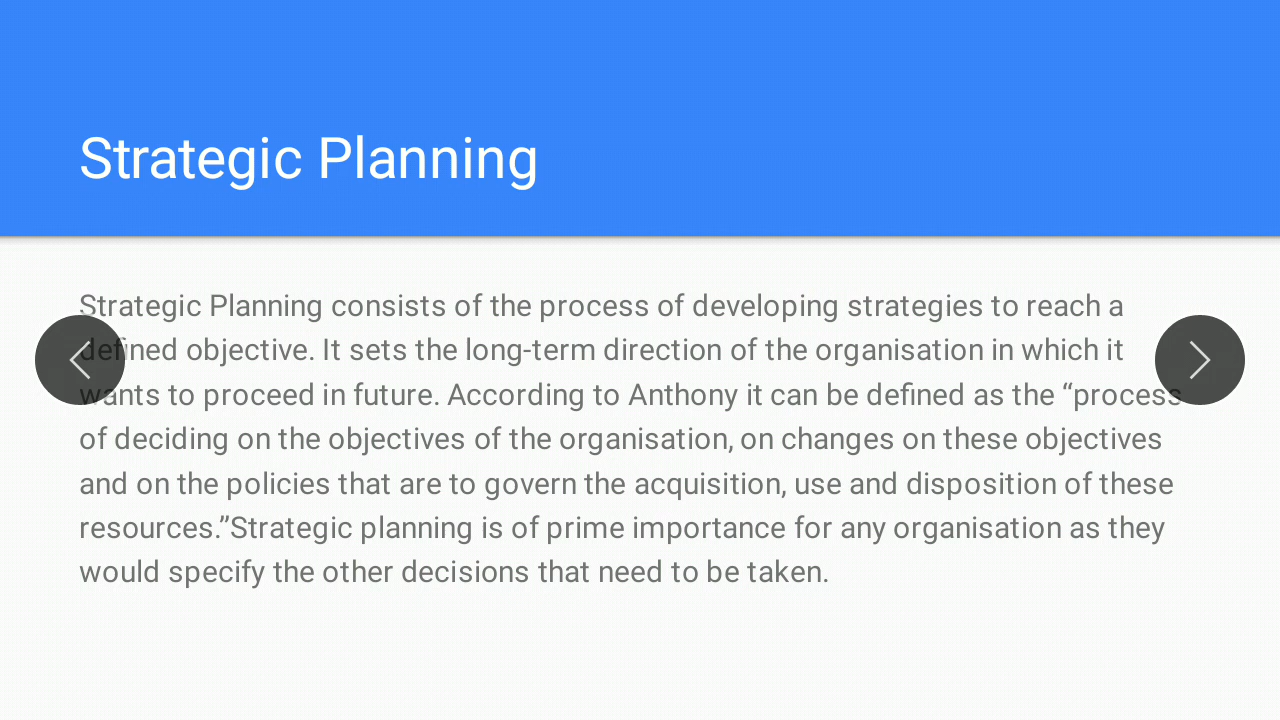 Strategic Planning
Strategic Planning consists of the process of developing strategies to reach a
defined objective. It sets the long-term direction of the organisation in which it
wants to proceed in future. According to Anthony it can be defined as the “process
of deciding on the objectives of the organisation, on changes on these objectives
and on the policies that are to govern the acquisition, use and disposition of these
resources.”Strategic planning is of prime importance for any organisation as they
would specify the other decisions that need to be taken.